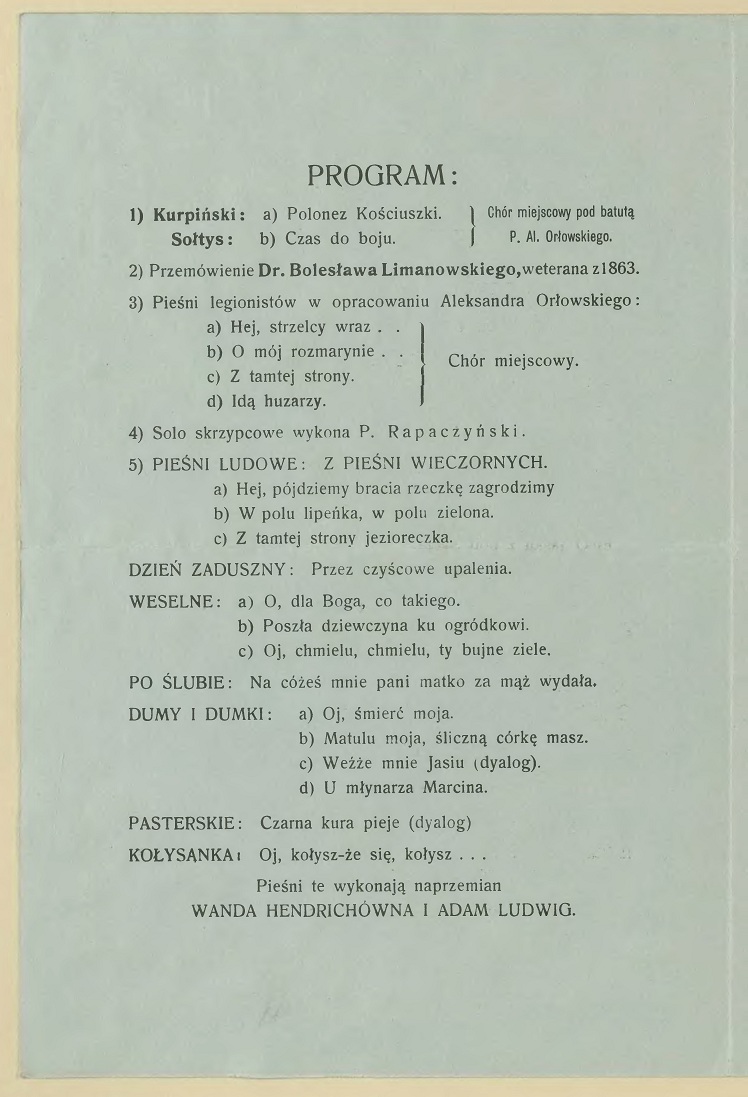 PROGRAM:
1) Kurpiński: a) Polonez Kościuszki. } Chór miejscowy pod batutą
Sołtys: b) Czas do boju. P. Al. Orłowskiego.
2) Przemówienie Dr. Bolesława Limanowskiego, weterana z 1863.
3) Pieśni legionistów w opracowaniu Aleksandra Orłowskiego:
a) Hej, strzelcy wraz . .
b) O mój rozmarynie . .
Chór miejscowy.
c) Z tamtej strony.
d) Idą huzarzy.
4) Solo skrzypcowe wykona P. Rapaczyński.
5) PIEŚNI LUDOWE: Z PIEŚNI WIECZORNYCH.
a) Hej, pójdziemy bracia rzeczkę zagrodzimy
b) W polu lipeńka, w polu zielona.
c) Z tamtej strony jezioreczka.
DZIEŃ ZADUSZNY: Przez czyścowe upalenia.
WESELNE: a) O, dla Boga, co takiego.
b) Poszła dziewczyna ku ogródkowi.
c) Oj, chmielu, chmielu, ty bujne ziele.
PO ŚLUBIE: Na cóżeś mnie pani matko za mąż wydała.
DUMY I DUMKI: a) Oj, śmierć moja.
b) Matulu moja, śliczną córkę masz.
c) Weźże mnie Jasiu (dyalog).
d) U młynarza Marcina.
PASTERSKIE: Czarna kura pieje (dyalog)
KOŁYSANKA: Oj, kołysz-że się, kołysz . . .
Pieśni te wykonają naprzemian
WANDA HENDRICHÓWNA I ADAM LUDWIG.